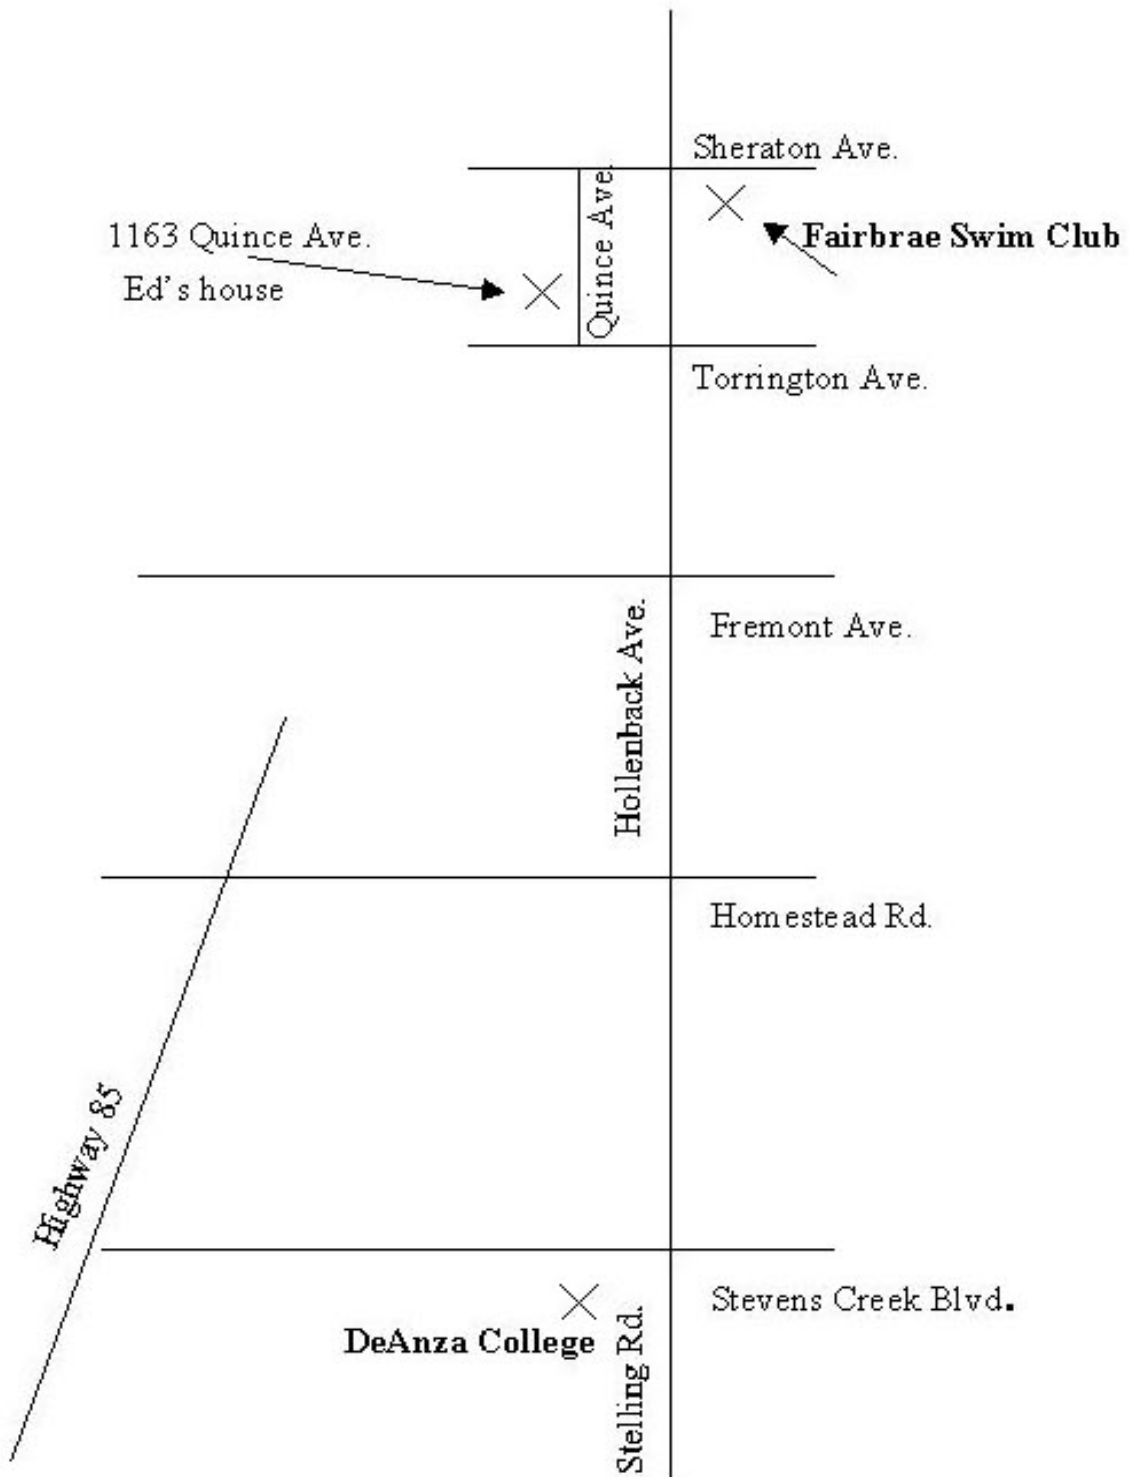 Sheraton Ave.
Quince Ave.
1163 Quince Ave.
Fairbrae Swim Club
Ed's house
Torrington Ave.
Fremont Ave.
Hollenback Ave.
Homestead Rd.
Highway 85
Stevens Creek Blvd.
DeAnza College
Stelling Rd.